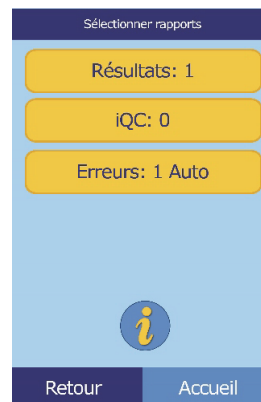 Sélectionner rapports
Résultats: 1
iQC: 0
Erreurs: 1 Auto
i
Retour Accueil